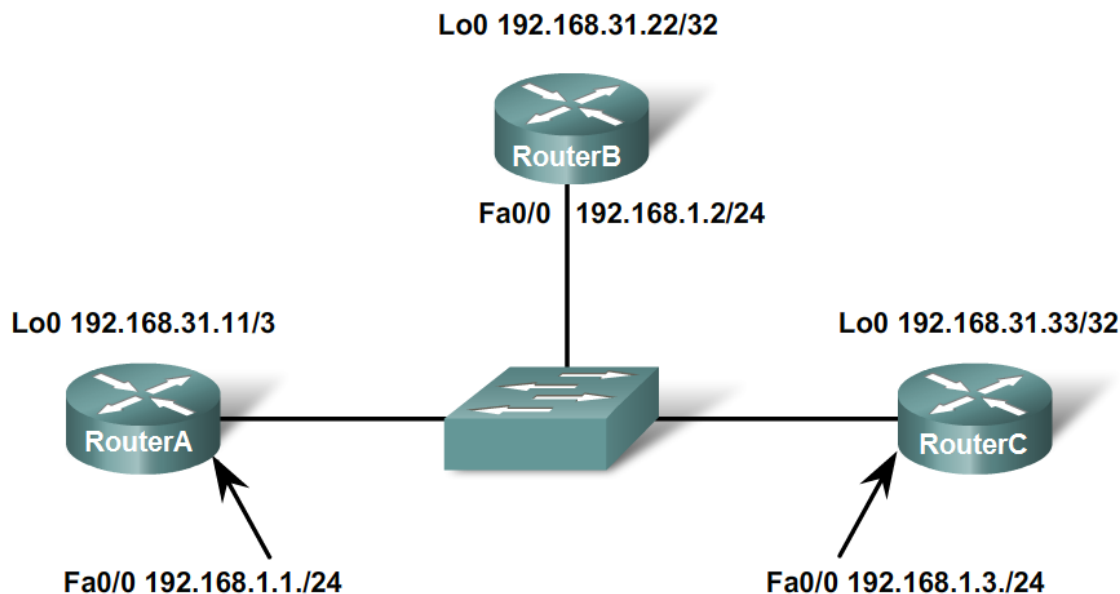 Lo0 192.168.31.22/32
RouterB
Fa0/0 192.168.1.2/24
Lo0 192.168.31.11/3
Lo0 192.168.31.33/32
RouterA
RouterC
Fa0/0 192.168.1.1./24
Fa0/0 192.168.1.3./24